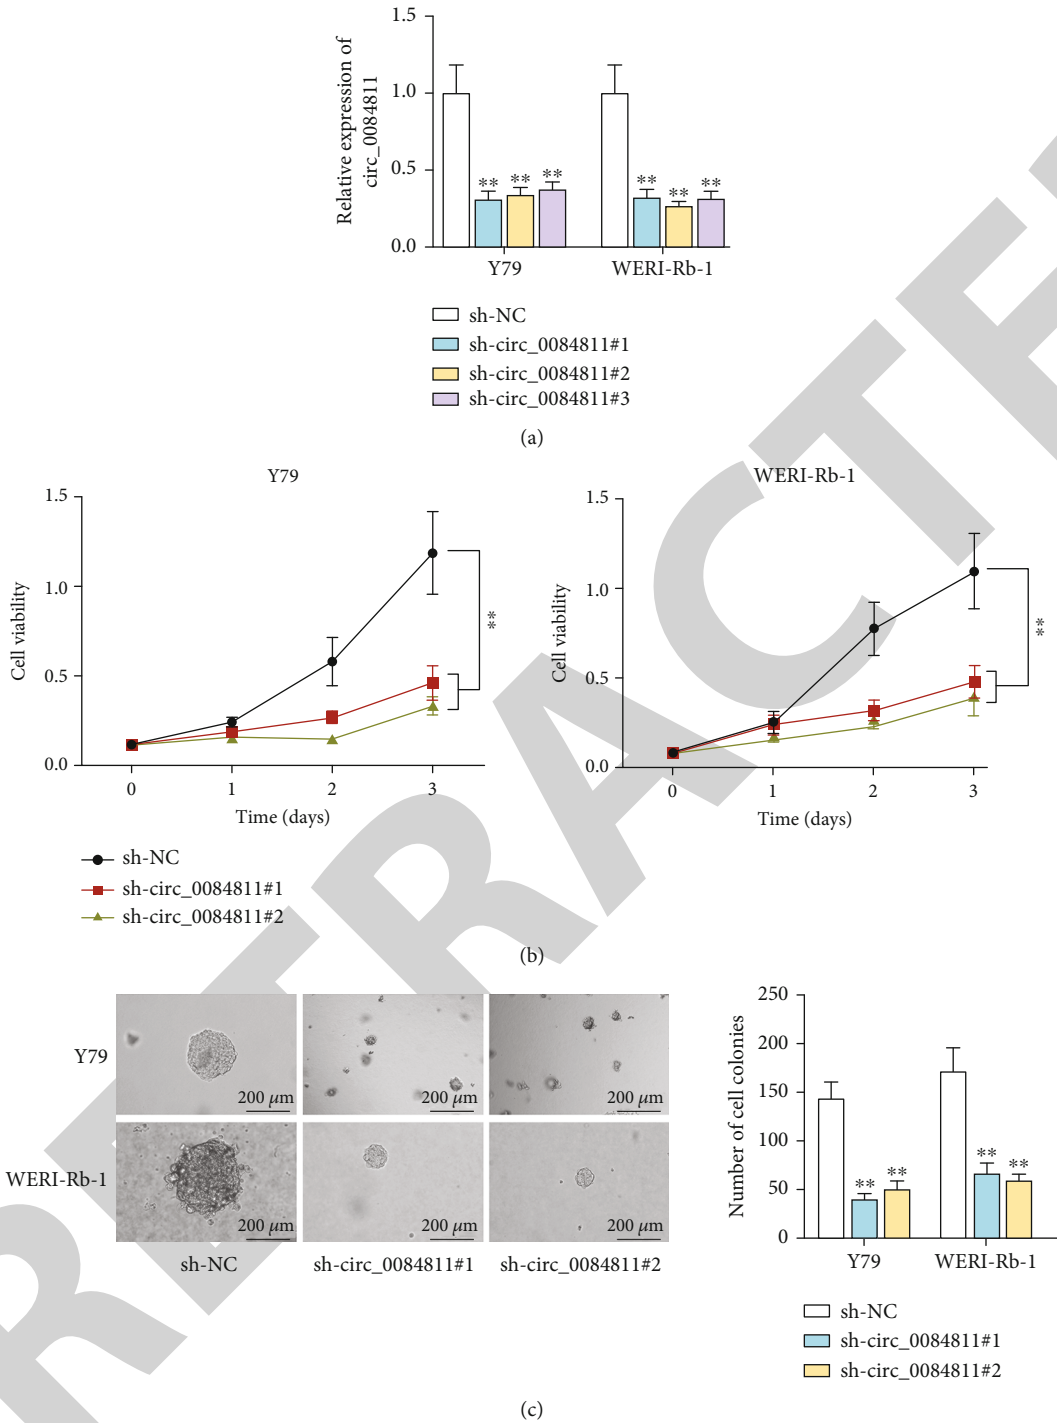 1.5
1.0
0.5
0.0
Relative expression of
circ_0084811
** ** **
** ** **
Y79
WERI-Rb-1
sh-NC
sh-circ_0084811#1
sh-circ_0084811#2
sh-circ_0084811#3
(a)
Y79
1.5
1.0
0.5
0.0
Cell viability
**
0 1 2 3
Time (days)
WERI-Rb-1
1.5
1.0
0.5
0.0
Cell viability
**
0 1 2 3
Time (days)
sh-NC
sh-circ_0084811#1
sh-circ_0084811#2
(b)
Y79
200 μm
200 μm
200 μm
WERI-Rb-1
200 μm
200 μm
200 μm
sh-NC
sh-circ_0084811#1
sh-circ_0084811#2
250
200
150
100
50
0
Number of cell colonies
** **
** **
Y79
WERI-Rb-1
sh-NC
sh-circ_0084811#1
sh-circ_0084811#2
(c)
RETRACTE